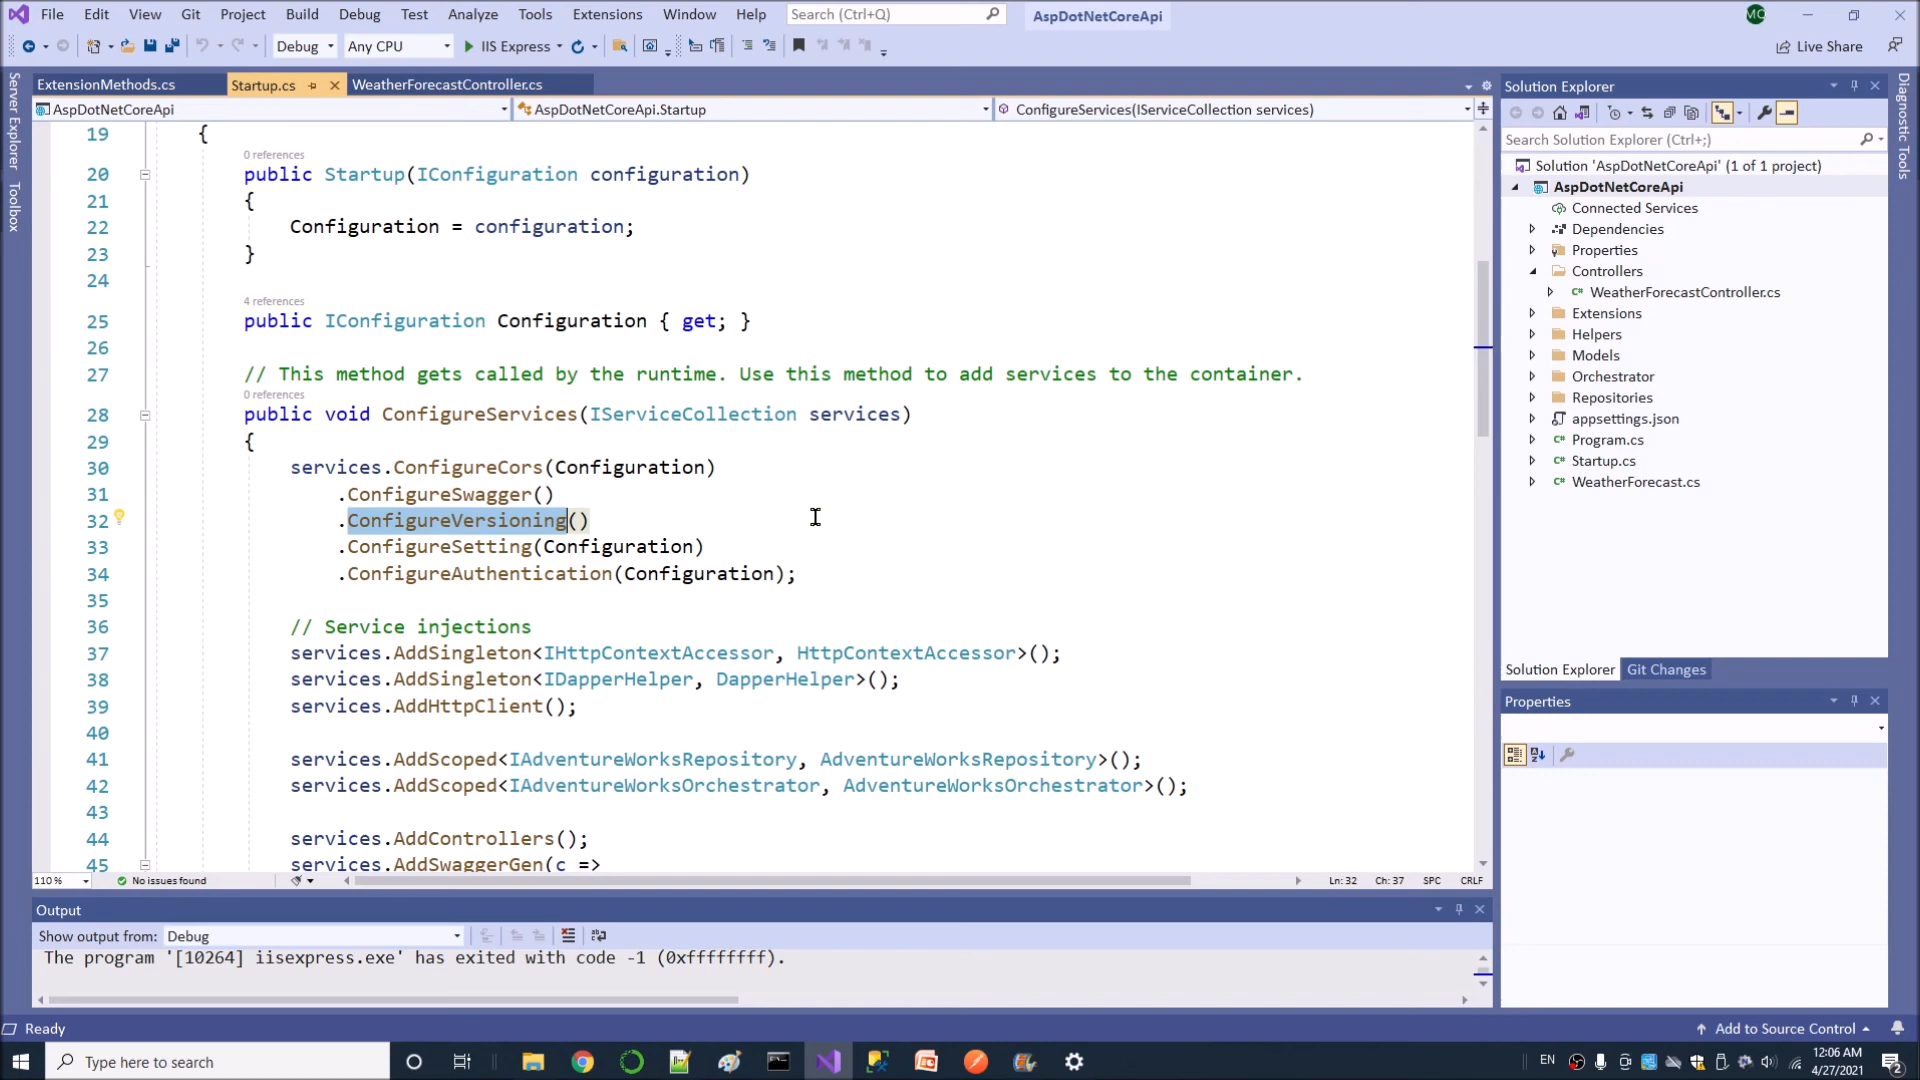 File Edit View Git Project Build Debug Test Analyze Tools Extensions Window Help Search (Ctrl+Q) AspDotNetCoreApi MC
Debug Any CPU IIS Express Live Share
ExtensionMethods.cs Startup.cs WeatherForecastController.cs
AspDotNetCoreApi AspDotNetCoreApi.Startup ConfigureServices(IServiceCollection services)
Server Explorer
Toolbox
19 {
0 references
20 public Startup(IConfiguration configuration)
21 {
22 Configuration = configuration;
23 }
24
4 references
25 public IConfiguration Configuration { get; }
26
27 // This method gets called by the runtime. Use this method to add services to the container.
0 references
28 public void ConfigureServices(IServiceCollection services)
29 {
30 services.ConfigureCors(Configuration)
31 .ConfigureSwagger()
32 .ConfigureVersioning()
33 .ConfigureSetting(Configuration)
34 .ConfigureAuthentication(Configuration);
35
36 // Service injections
37 services.AddSingleton<IHttpContextAccessor, HttpContextAccessor>();
38 services.AddSingleton<IDapperHelper, DapperHelper>();
39 services.AddHttpClient();
40
41 services.AddScoped<IAdventureWorksRepository, AdventureWorksRepository>();
42 services.AddScoped<IAdventureWorksOrchestrator, AdventureWorksOrchestrator>();
43
44 services.AddControllers();
45 services.AddSwaggerGen(c =>
110 % No issues found Ln: 32 Ch: 37 SPC CRLF
Output
Show output from: Debug
The program '[10264] iisexpress.exe' has exited with code -1 (0xffffffff).
Solution Explorer
Search Solution Explorer (Ctrl+;)
Solution 'AspDotNetCoreApi' (1 of 1 project)
AspDotNetCoreApi
Connected Services
Dependencies
Properties
Controllers
C# WeatherForecastController.cs
Extensions
Helpers
Models
Orchestrator
Repositories
appsettings.json
C# Program.cs
C# Startup.cs
C# WeatherForecast.cs
Solution Explorer Git Changes
Properties
Diagnostic Tools
Ready Add to Source Control
Type here to search EN 12:06 AM
4/27/2021
2